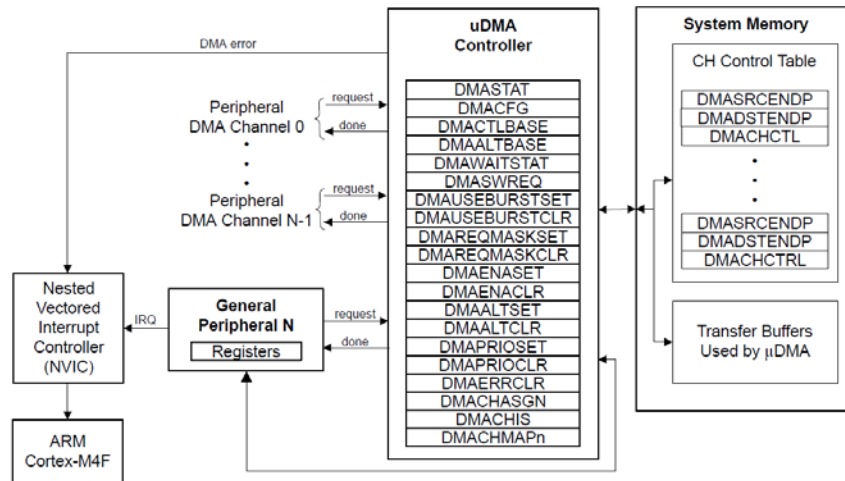 DMA error
uDMA
Controller
System Memory
CH Control Table
Peripheral
DMA Channel 0
request
done
Peripheral
DMA Channel N-1
request
done
DMASTAT
DMACFG
DMACTLBASE
DMAALTBASE
DMAWAITSTAT
DMASWREQ
DMAUSEBURSTSET
DMAUSEBURSTCLR
DMAREQMASKSET
DMAREQMASKCLR
DMAENASET
DMAENACLR
DMAALTSET
DMAALTCLR
DMAPRIOSET
DMAPRIOCLR
DMAERRCLR
DMACHASGN
DMACHIS
DMACHMAPn
DMASRCENDP
DMADSTENDP
DMACHCTL
DMASRCENDP
DMADSTENDP
DMACHCTRL
Transfer Buffers
Used by μDMA
Nested
Vectored
Interrupt
Controller
(NVIC)
IRQ
General
Peripheral N
Registers
request
done
ARM
Cortex-M4F